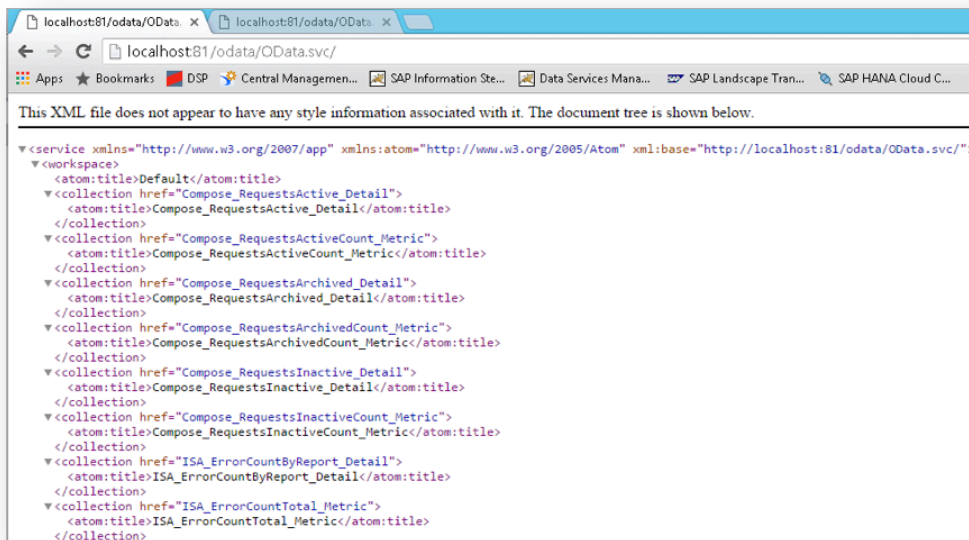 localhost:81/odata/OData. localhost:81/odata/OData.
localhost:81/odata/OData.svc/
Apps Bookmarks DSP Central Managemen... SAP Information Ste... Data Services Mana... SAP Landscape Tran... SAP HANA Cloud C...
This XML file does not appear to have any style information associated with it. The document tree is shown below.
▼<service xmlns="http://www.w3.org/2007/app" xmlns:atom="http://www.w3.org/2005/Atom" xml:base="http://localhost:81/odata/OData.svc/">
▼<workspace>
<atom:title>Default</atom:title>
▼<collection href="Compose_RequestsActive_Detail">
<atom:title>Compose_RequestsActive_Detail</atom:title>
</collection>
▼<collection href="Compose_RequestsActiveCount_Metric">
<atom:title>Compose_RequestsActiveCount_Metric</atom:title>
</collection>
▼<collection href="Compose_RequestsArchived_Detail">
<atom:title>Compose_RequestsArchived_Detail</atom:title>
</collection>
▼<collection href="Compose_RequestsArchivedCount_Metric">
<atom:title>Compose_RequestsArchivedCount_Metric</atom:title>
</collection>
▼<collection href="Compose_RequestsInactive_Detail">
<atom:title>Compose_RequestsInactive_Detail</atom:title>
</collection>
▼<collection href="Compose_RequestsInactiveCount_Metric">
<atom:title>Compose_RequestsInactiveCount_Metric</atom:title>
</collection>
▼<collection href="ISA_ErrorCountByReport_Detail">
<atom:title>ISA_ErrorCountByReport_Detail</atom:title>
</collection>
▼<collection href="ISA_ErrorCountTotal_Metric">
<atom:title>ISA_ErrorCountTotal_Metric</atom:title>
</collection>